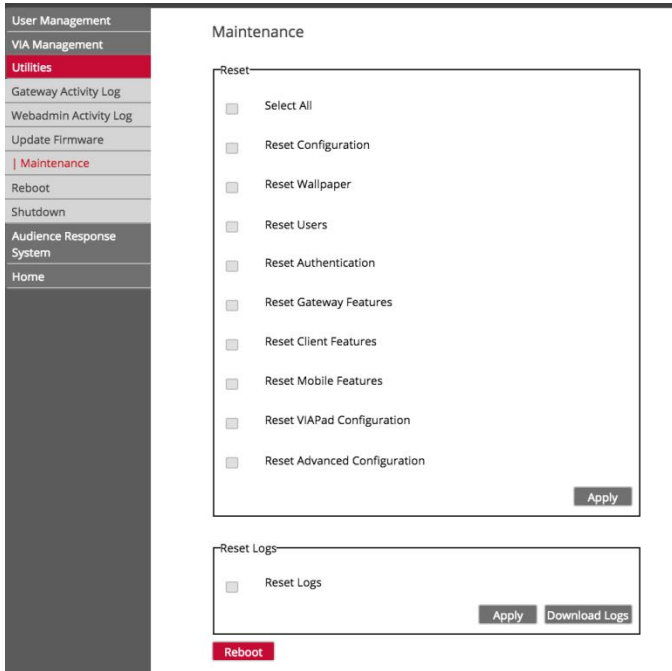 User Management
VIA Management
Utilities
Gateway Activity Log
Webadmin Activity Log
Update Firmware
| Maintenance
Reboot
Shutdown
Audience Response
System
Home
Maintenance
Reset
Select All
Reset Configuration
Reset Wallpaper
Reset Users
Reset Authentication
Reset Gateway Features
Reset Client Features
Reset Mobile Features
Reset VIAPad Configuration
Reset Advanced Configuration
Apply
Reset Logs
Reset Logs
Apply Download Logs
Reboot